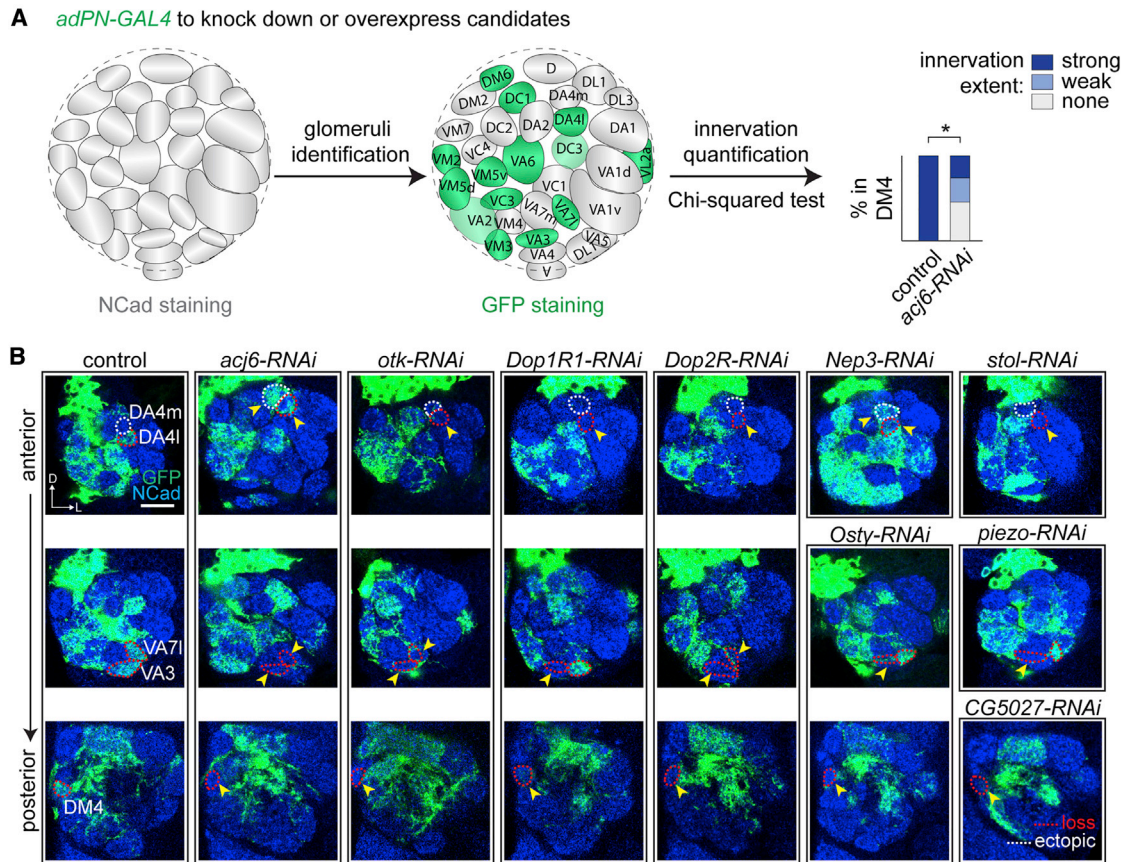 A adPN-GAL4 to knock down or overexpress candidates
innervation extent:
strong
weak
none
glomeruli identification
innervation quantification
Chi-squared test
D
DM6
DL1
DM2
DC1
DA4m
DL3
DA4l
VM7
DC2
DA2
DA1
VC4
DC3
VM2
VA6
VL2a
VM5v
VM5d
VA1d
VC1
VC3
VA2
VM4
VA7m
VA7l
VA1v
VM3
VA3
VA5
VA4
V
NCad staining
GFP staining
% in DM4
*
control
acj6-RNAi
B
control
acj6-RNAi
otk-RNAi
Dop1R1-RNAi
Dop2R-RNAi
Nep3-RNAi
stol-RNAi
anterior
DA4m
DA4l
GFP
NCad
D
L
Osty-RNAi
piezo-RNAi
VA7l
VA3
CG5027-RNAi
posterior
DM4
loss
ectopic